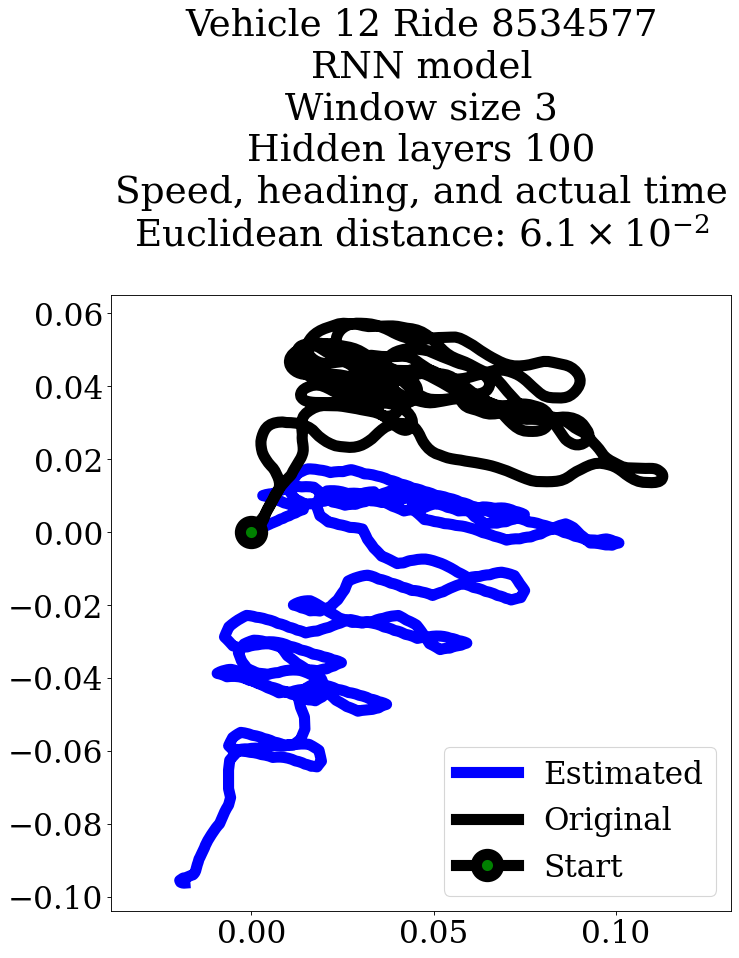 Vehicle 12 Ride 8534577
RNN model
Window size 3
Hidden layers 100
Speed, heading, and actual time
Euclidean distance: 6.1 × 10⁻²
0.06
0.04
0.02
0.00
−0.02
−0.04
−0.06
−0.08
−0.10
Estimated
Original
Start
0.00 0.05 0.10